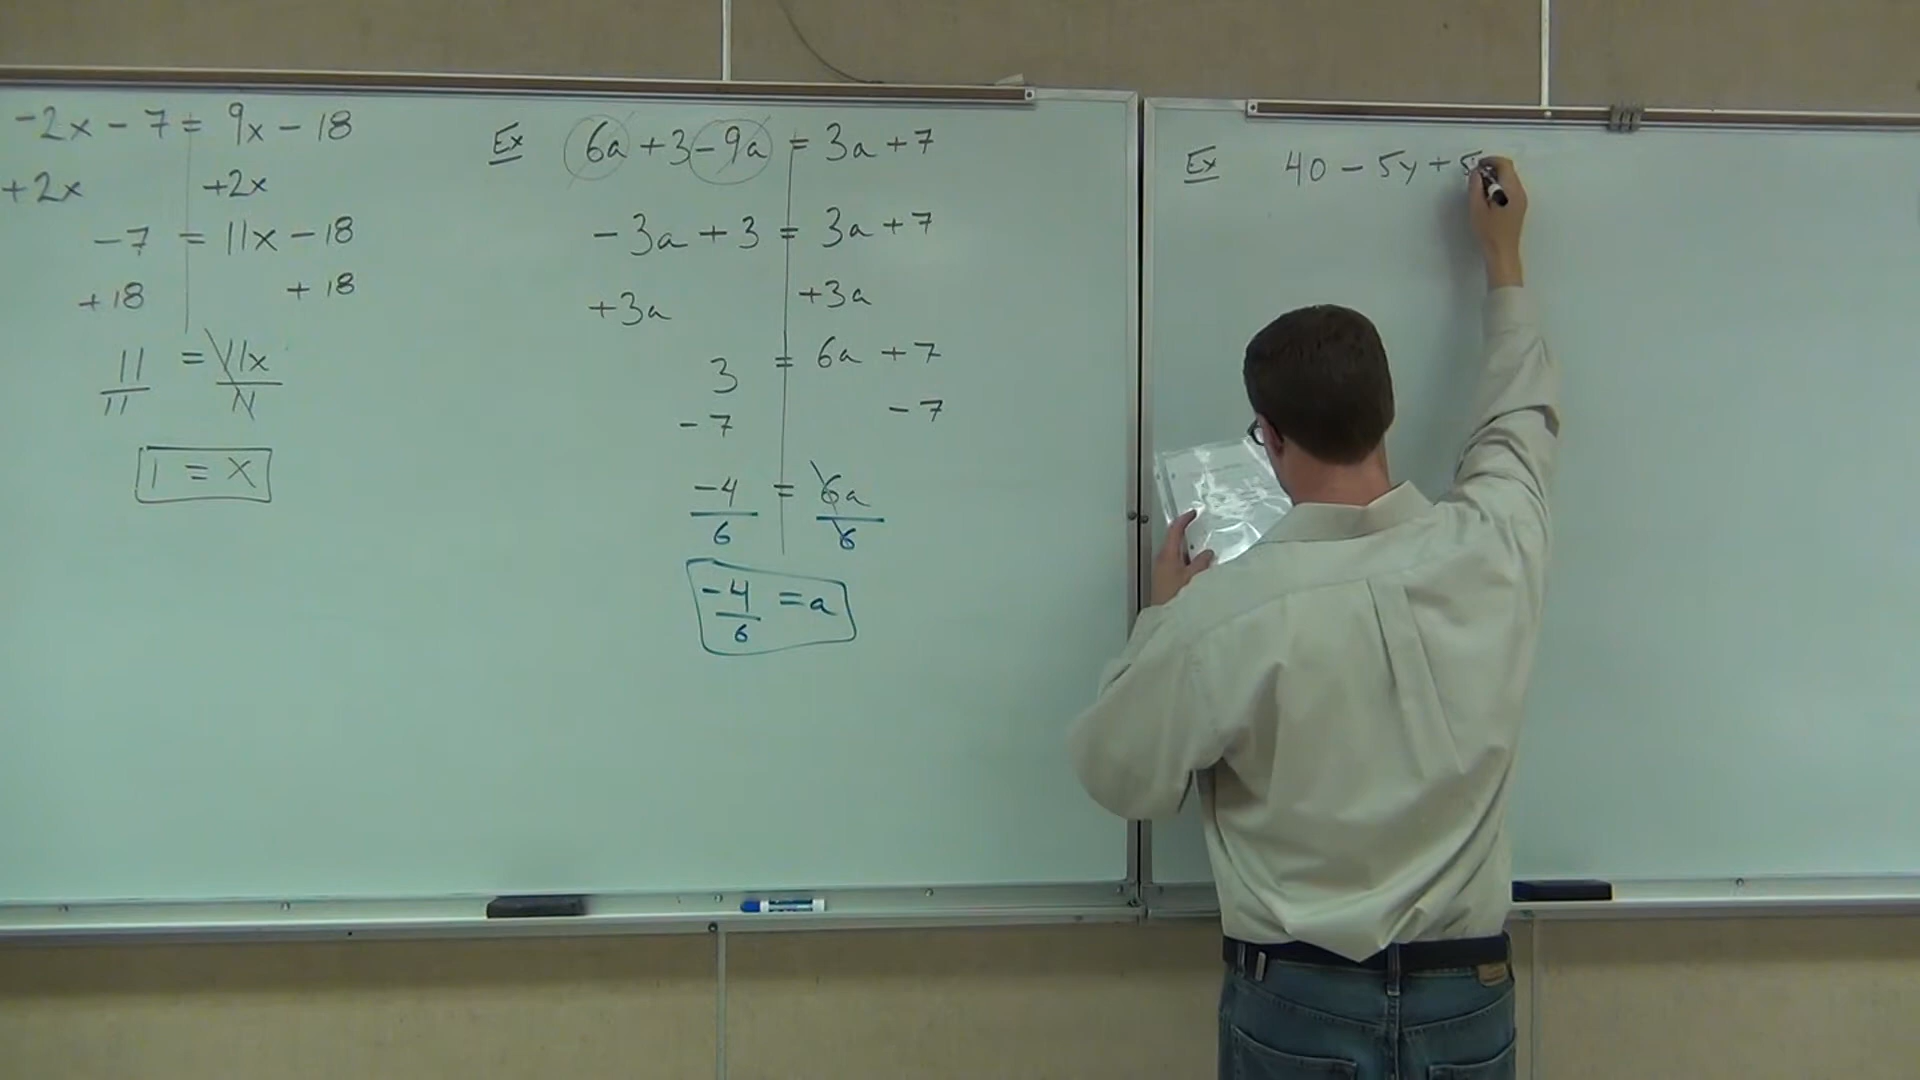 -2x - 7 = 9x - 18
+2x +2x
-7 = 11x - 18
+18 +18
11 = 11x
11 11
1 = x
Ex 6a + 3 - 9a = 3a + 7
-3a + 3 = 3a + 7
+3a +3a
3 = 6a + 7
-7 -7
-4 = 6a
6 6
-4 = a
6
Ex 40 - 5y + 5